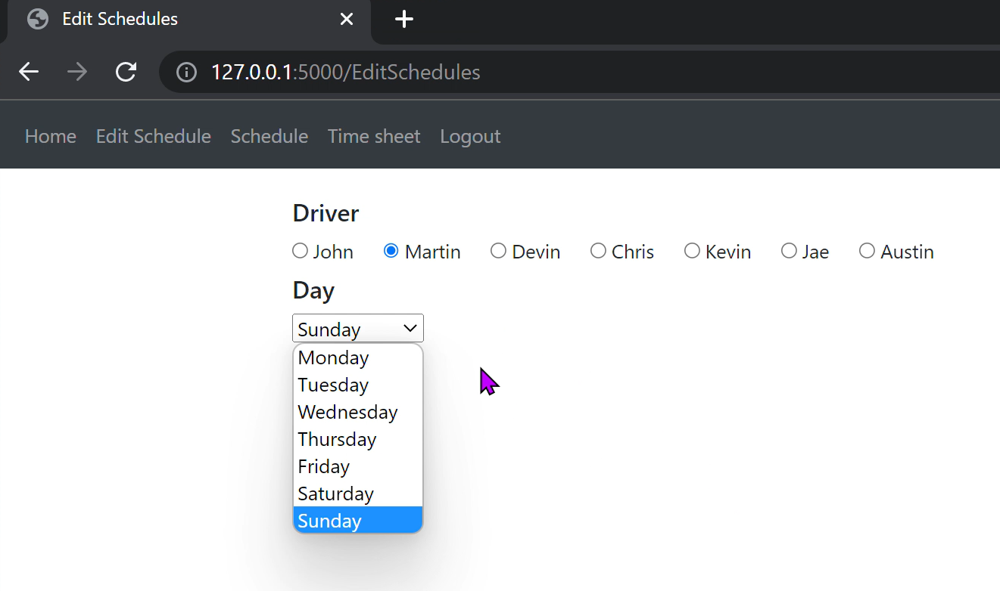 Edit Schedules
127.0.0.1:5000/EditSchedules
Home Edit Schedule Schedule Time sheet Logout
Driver
John Martin Devin Chris Kevin Jae Austin
Day
Sunday
Monday
Tuesday
Wednesday
Thursday
Friday
Saturday
Sunday